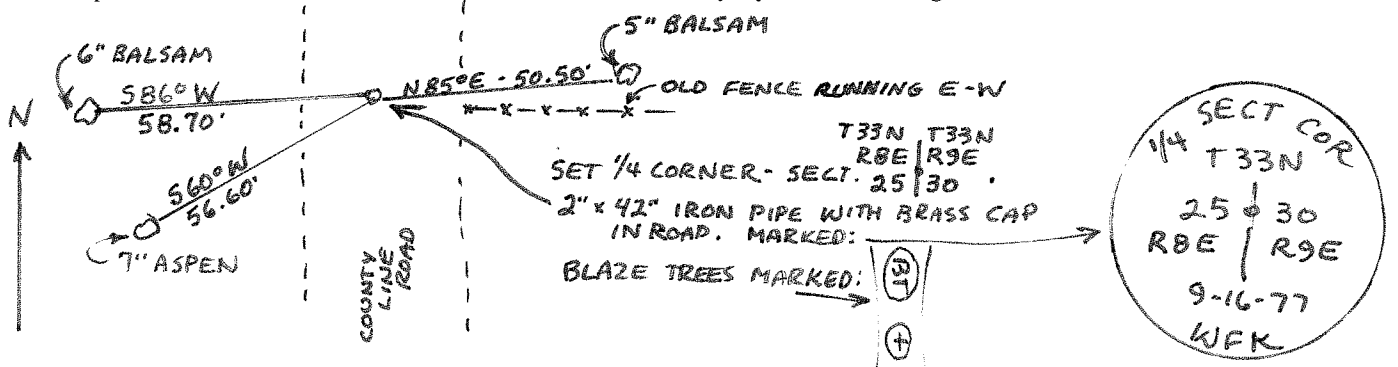 6" BALSAM
5" BALSAM
N
S86°W
58.70'
N85°E - 50.50'
OLD FENCE RUNNING E-W
S60°W
56.60'
7" ASPEN
COUNTY
LINE
ROAD
T33N T33N
R8E R9E
SET 1/4 CORNER - SECT. 25 30 .
2" x 42" IRON PIPE WITH BRASS CAP
IN ROAD. MARKED:
BLAZE TREES MARKED:
BT
+
1/4 SECT COR
T33N
25 30
R8E R9E
9-16-77
WFK